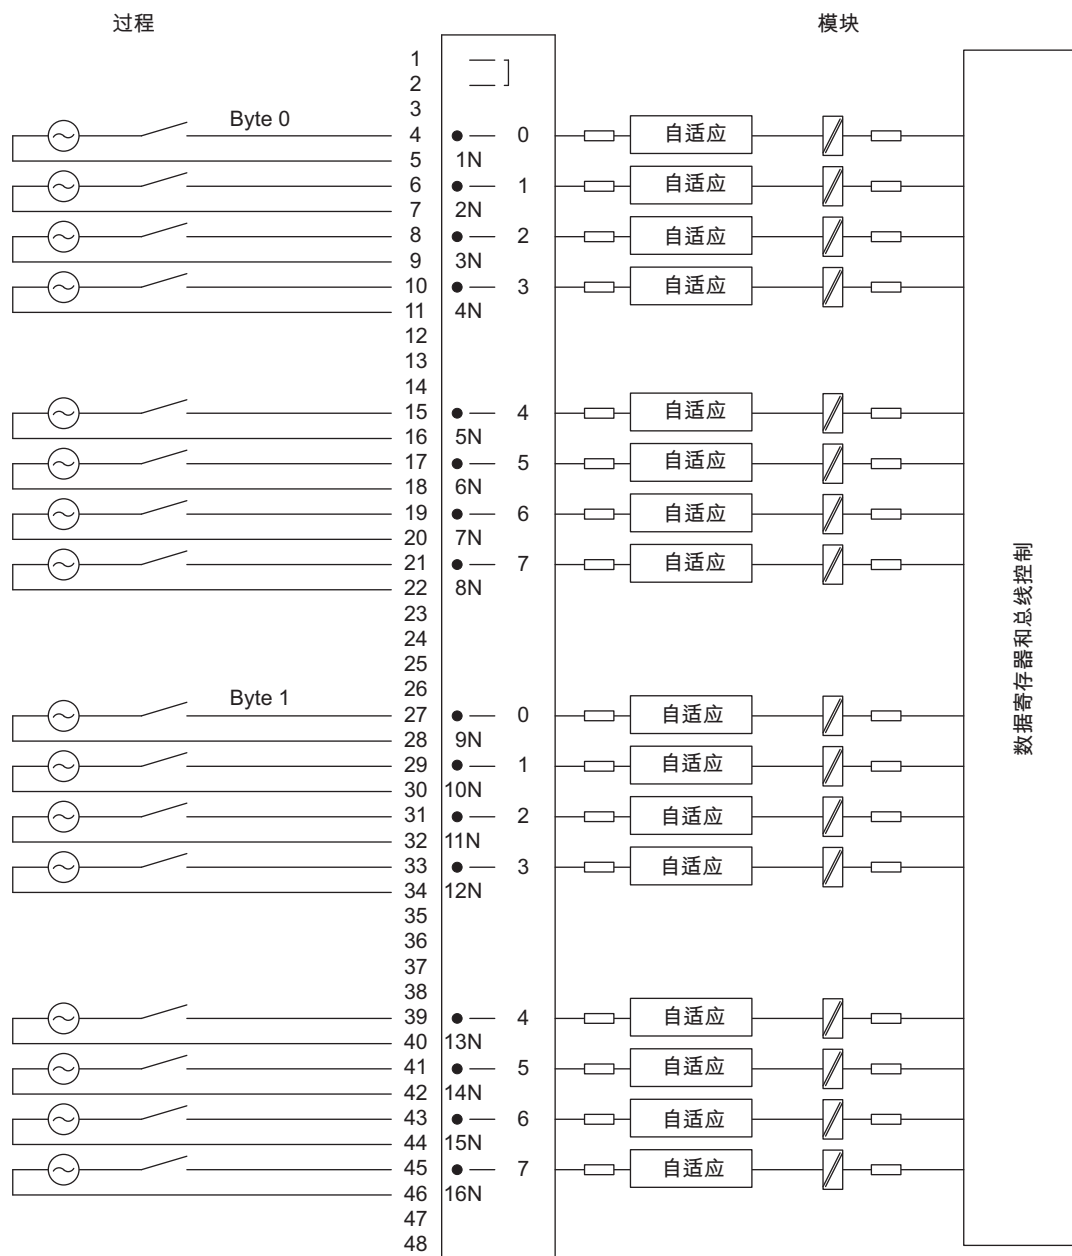 过程 模块
1
2
3
Byte 0 4 0 自适应
5 1N
6 1 自适应
7 2N
8 2 自适应
9 3N
10 3 自适应
11 4N
12
13
14
15 4 自适应
16 5N
17 5 自适应
18 6N
19 6 自适应
20 7N
21 7 自适应
22 8N
23
24
25
26
Byte 1 27 0 自适应
28 9N
29 1 自适应
30 10N
31 2 自适应
32 11N
33 3 自适应
34 12N
35
36
37
38
39 4 自适应
40 13N
41 5 自适应
42 14N
43 6 自适应
44 15N
45 7 自适应
46 16N
47
48
数据寄存器和总线控制